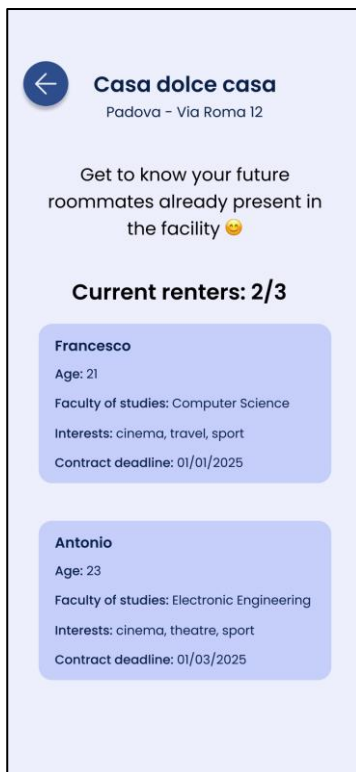 Casa dolce casa
Padova - Via Roma 12
Get to know your future
roommates already present in
the facility 😊
Current renters: 2/3
Francesco
Age: 21
Faculty of studies: Computer Science
Interests: cinema, travel, sport
Contract deadline: 01/01/2025
Antonio
Age: 23
Faculty of studies: Electronic Engineering
Interests: cinema, theatre, sport
Contract deadline: 01/03/2025